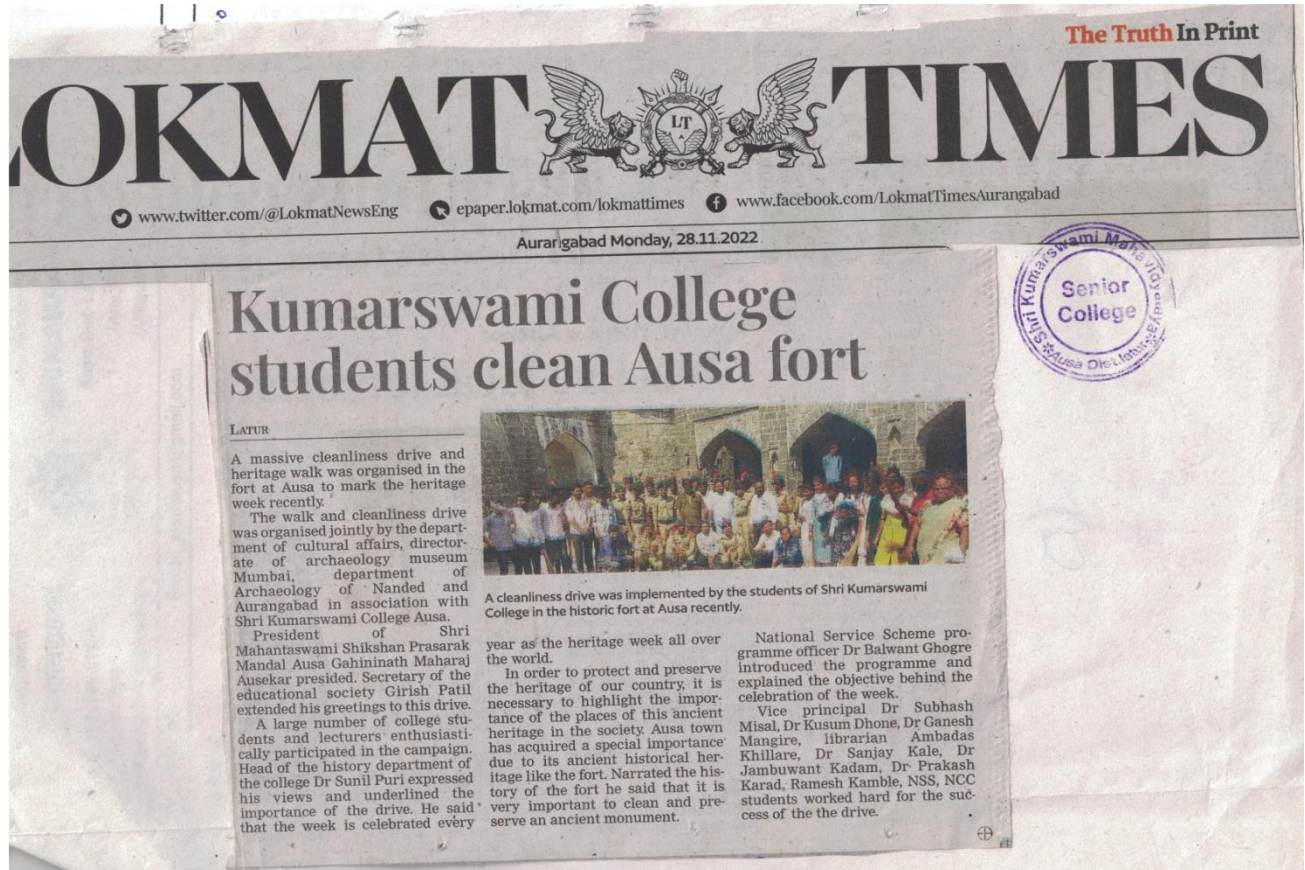 The Truth In Print
LOKMAT TIMES
LT
www.twitter.com/@LokmatNewsEng epaper.lokmat.com/lokmattimes www.facebook.com/LokmatTimesAurangabad
Aurangabad Monday, 28.11.2022
Shri Kumarswami Mahavidyalaya
Senior
College
Ausa Dist.latur
Kumarswami College
students clean Ausa fort
LATUR
A massive cleanliness drive and
heritage walk was organised in the
fort at Ausa to mark the heritage
week recently.
The walk and cleanliness drive
was organised jointly by the depart-
ment of cultural affairs, director-
ate of archaeology museum
Mumbai, department of
Archaeology of Nanded and
Aurangabad in association with
Shri Kumarswami College Ausa.
President of Shri
Mahantaswami Shikshan Prasarak
Mandal Ausa Gahininath Maharaj
Ausekar presided. Secretary of the
educational society Girish Patil
extended his greetings to this drive.
A large number of college stu-
dents and lecturers enthusiasti-
cally participated in the campaign.
Head of the history department of
the college Dr Sunil Puri expressed
his views and underlined the
importance of the drive. He said
that the week is celebrated every
A cleanliness drive was implemented by the students of Shri Kumarswami
College in the historic fort at Ausa recently.
year as the heritage week all over
the world.
In order to protect and preserve
the heritage of our country, it is
necessary to highlight the impor-
tance of the places of this ancient
heritage in the society. Ausa town
has acquired a special importance
due to its ancient historical her-
itage like the fort. Narrated the his-
tory of the fort he said that it is
very important to clean and pre-
serve an ancient monument.
National Service Scheme pro-
gramme officer Dr Balwant Ghogre
introduced the programme and
explained the objective behind the
celebration of the week.
Vice principal Dr Subhash
Misal, Dr Kusum Dhone, Dr Ganesh
Mangire, librarian Ambadas
Khillare, Dr Sanjay Kale, Dr
Jambuwant Kadam, Dr Prakash
Karad, Ramesh Kamble, NSS, NCC
students worked hard for the suc-
cess of the the drive.